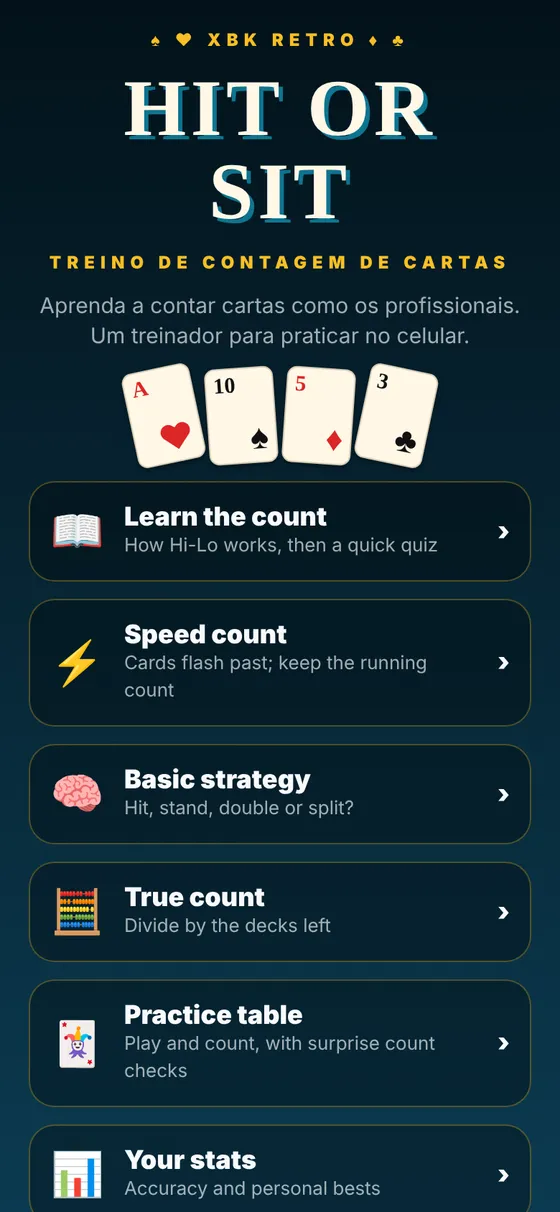 ♠ ♥ XBK RETRO ♦ ♣
HIT OR
SIT
TREINO DE CONTAGEM DE CARTAS
Aprenda a contar cartas como os profissionais.
Um treinador para praticar no celular.
A ♥
10 ♠
5 ♦
3 ♣
Learn the count
How Hi-Lo works, then a quick quiz
Speed count
Cards flash past; keep the running
count
Basic strategy
Hit, stand, double or split?
True count
Divide by the decks left
Practice table
Play and count, with surprise count
checks
Your stats
Accuracy and personal bests